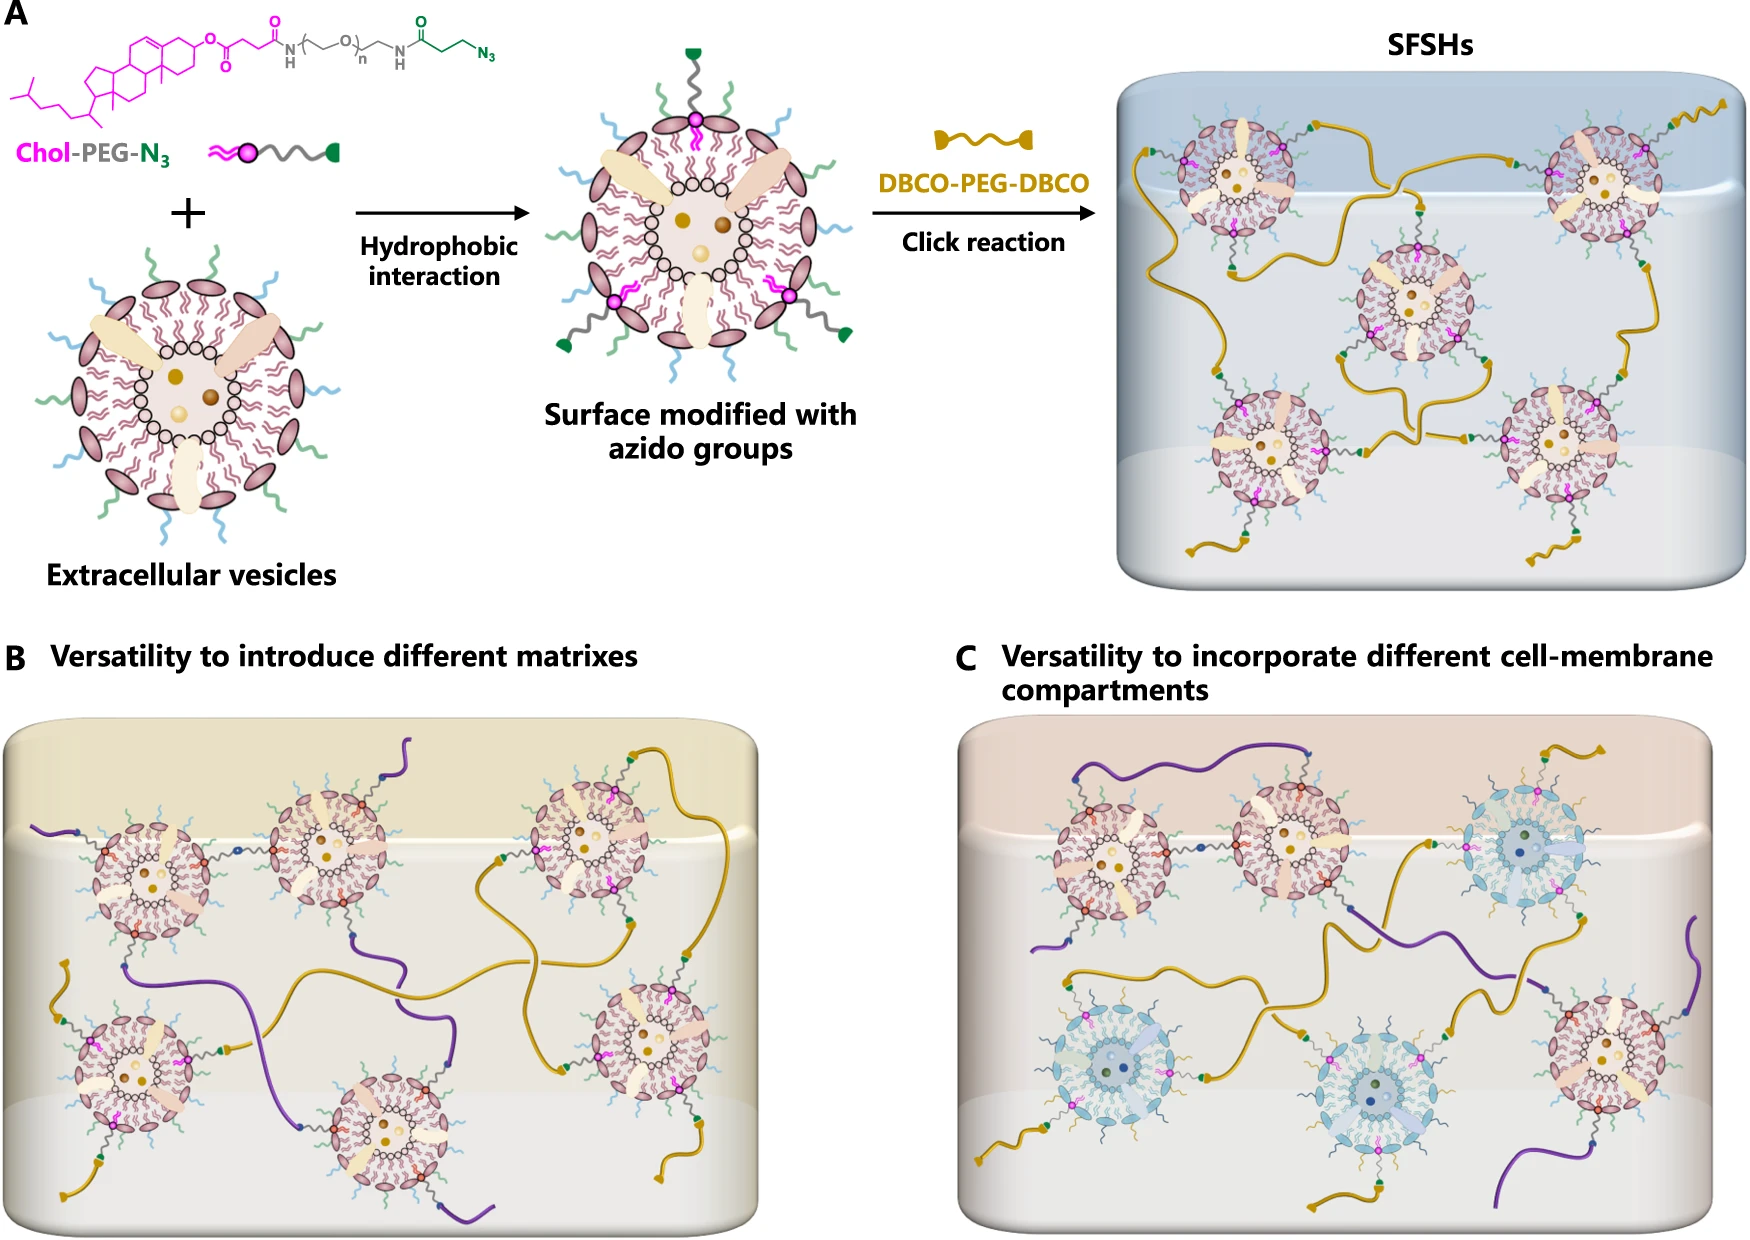 A
O
O
O
O
N
H
O
n
N
H
N3
Chol-PEG-N3
+
Extracellular vesicles
Hydrophobic
interaction
Surface modified with
azido groups
DBCO-PEG-DBCO
Click reaction
SFSHs
B Versatility to introduce different matrixes
C Versatility to incorporate different cell-membrane
compartments